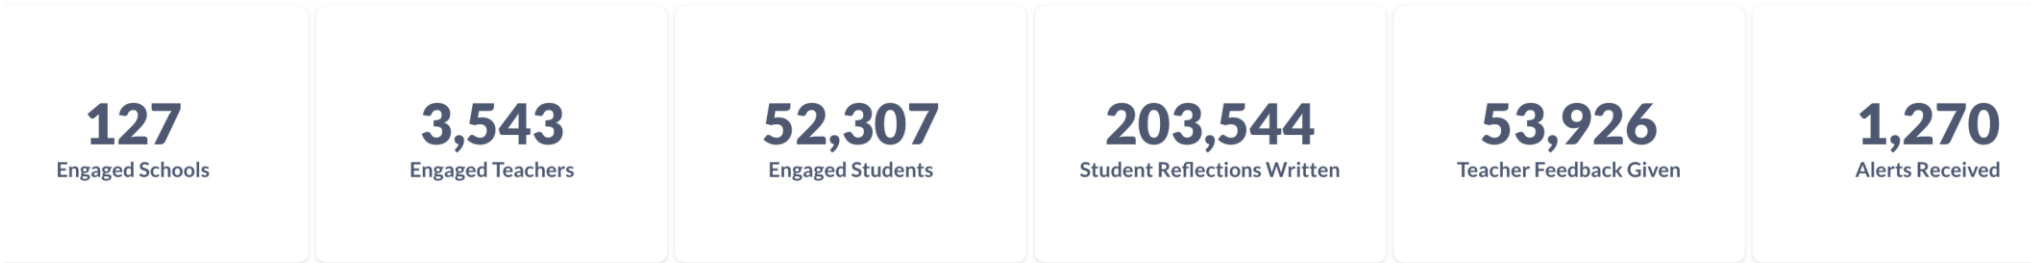 127
Engaged Schools
3,543
Engaged Teachers
52,307
Engaged Students
203,544
Student Reflections Written
53,926
Teacher Feedback Given
1,270
Alerts Received